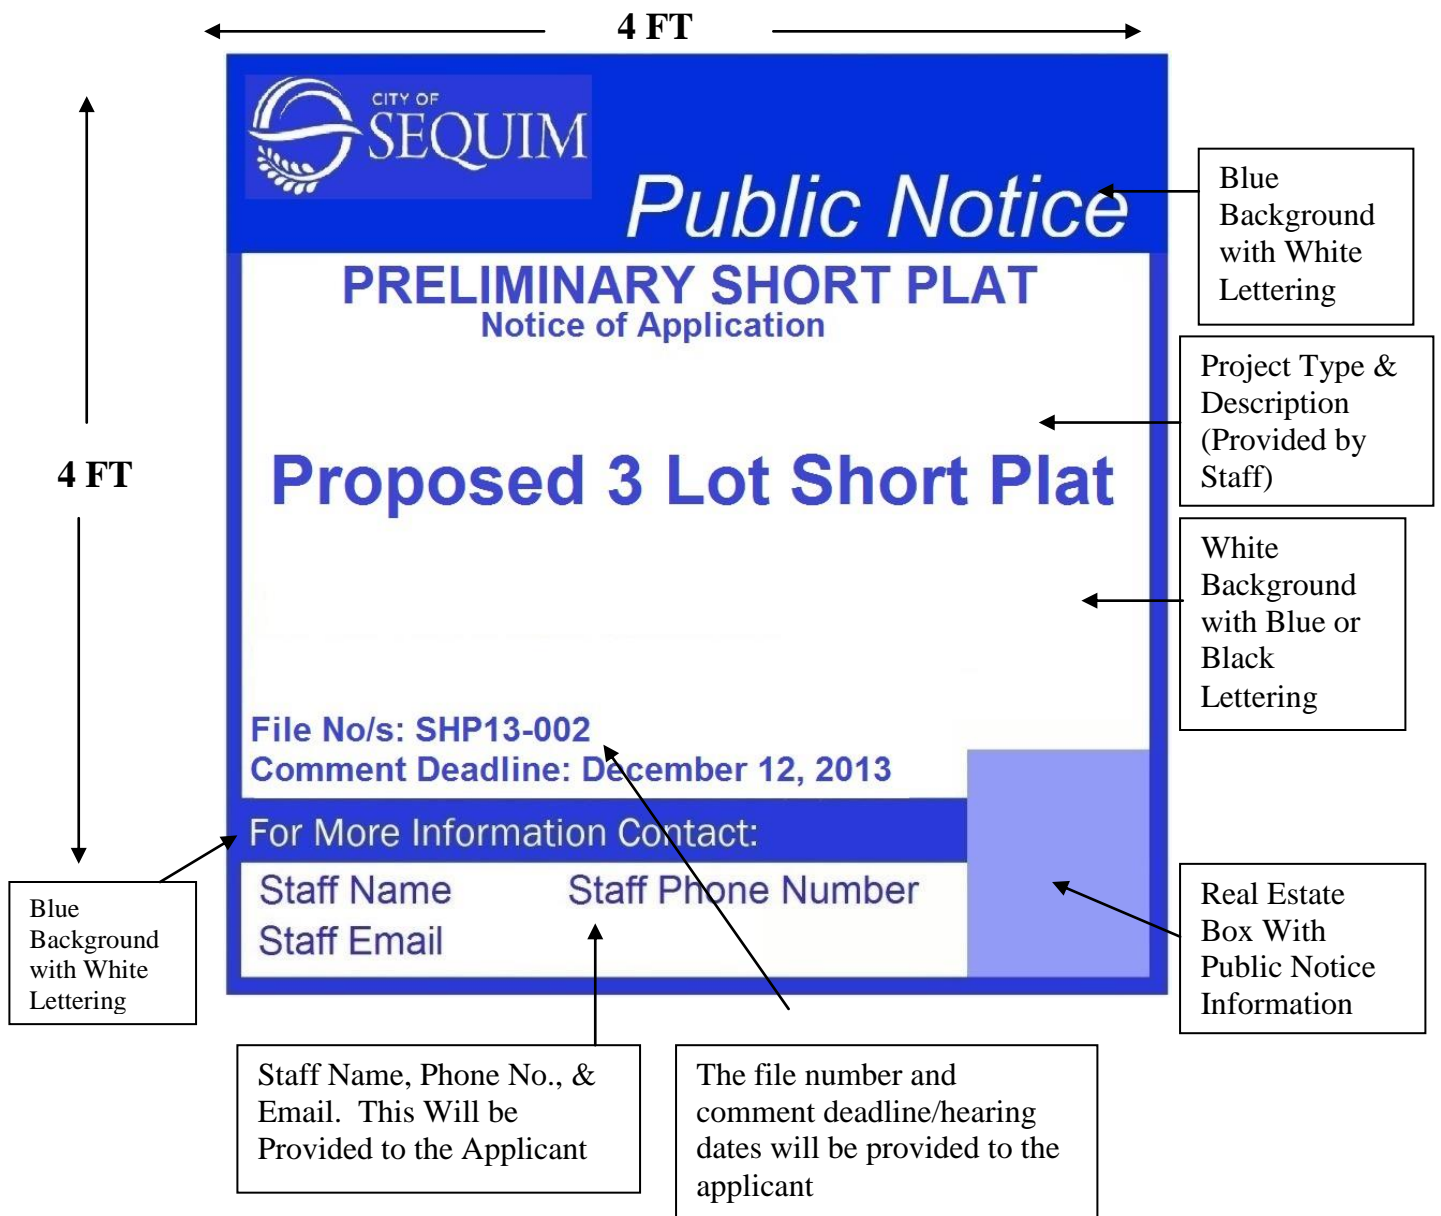 4 FT
CITY OF
SEQUIM
Public Notice
Blue
Background
with White
Lettering
PRELIMINARY SHORT PLAT
Notice of Application
Project Type &
Description
(Provided by
Staff)
4 FT
Proposed 3 Lot Short Plat
White
Background
with Blue or
Black
Lettering
File No/s: SHP13-002
Comment Deadline: December 12, 2013
For More Information Contact:
Staff Name Staff Phone Number
Staff Email
Blue
Background
with White
Lettering
Real Estate
Box With
Public Notice
Information
Staff Name, Phone No., &
Email.  This Will be
Provided to the Applicant
The file number and
comment deadline/hearing
dates will be provided to the
applicant